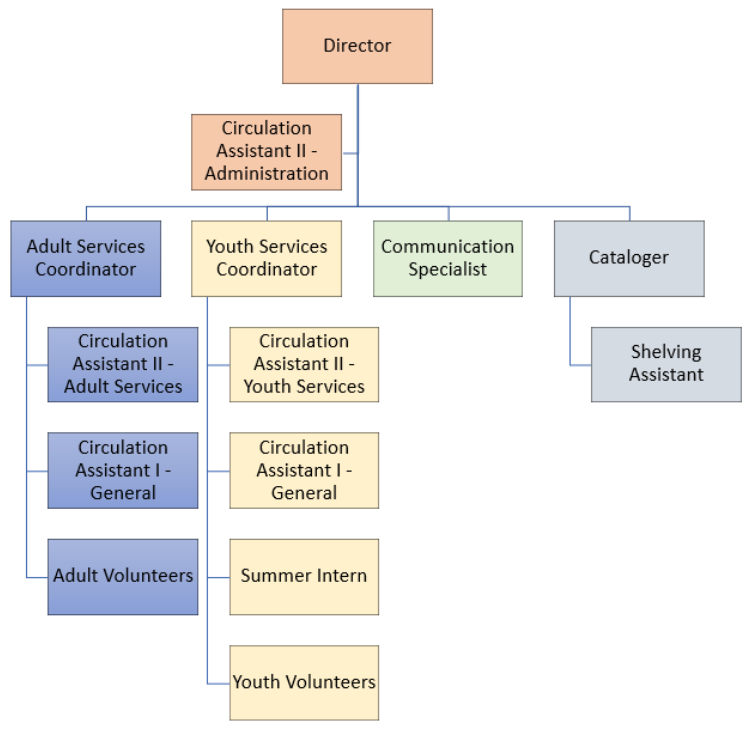 Director
Circulation
Assistant II -
Administration
Adult Services
Coordinator
Youth Services
Coordinator
Communication
Specialist
Cataloger
Circulation
Assistant II -
Adult Services
Circulation
Assistant II -
Youth Services
Shelving
Assistant
Circulation
Assistant I -
General
Circulation
Assistant I -
General
Adult Volunteers
Summer Intern
Youth Volunteers